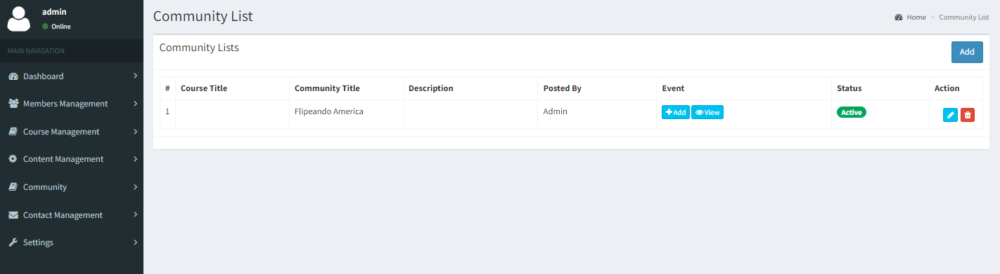 admin
Online
MAIN NAVIGATION
Dashboard
Members Management
Course Management
Content Management
Community
Contact Management
Settings
Community List
Home > Community List
Community Lists
Add
# Course Title Community Title Description Posted By Event Status Action
1 Flipeando America Admin Add View Active